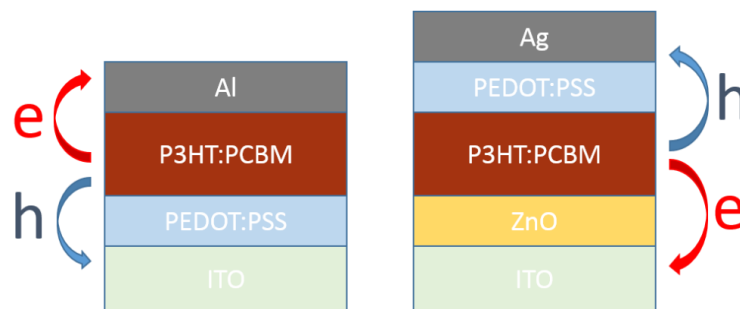 Al
P3HT:PCBM
PEDOT:PSS
ITO
e
h
Ag
PEDOT:PSS
P3HT:PCBM
ZnO
ITO
h
e